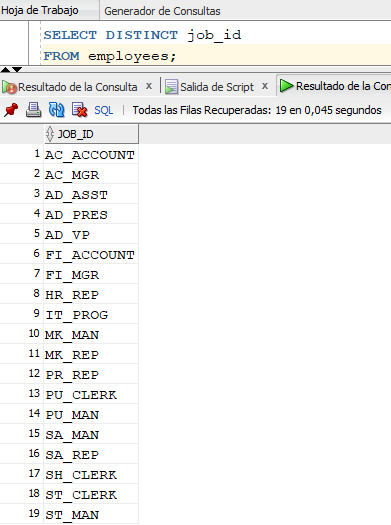 Hoja de Trabajo Generador de Consultas
SELECT DISTINCT job_id
FROM employees;
Resultado de la Consulta x Salida de Script x Resultado de la Con
SQL | Todas las Filas Recuperadas: 19 en 0,045 segundos
JOB_ID
1 AC_ACCOUNT
2 AC_MGR
3 AD_ASST
4 AD_PRES
5 AD_VP
6 FI_ACCOUNT
7 FI_MGR
8 HR_REP
9 IT_PROG
10 MK_MAN
11 MK_REP
12 PR_REP
13 PU_CLERK
14 PU_MAN
15 SA_MAN
16 SA_REP
17 SH_CLERK
18 ST_CLERK
19 ST_MAN